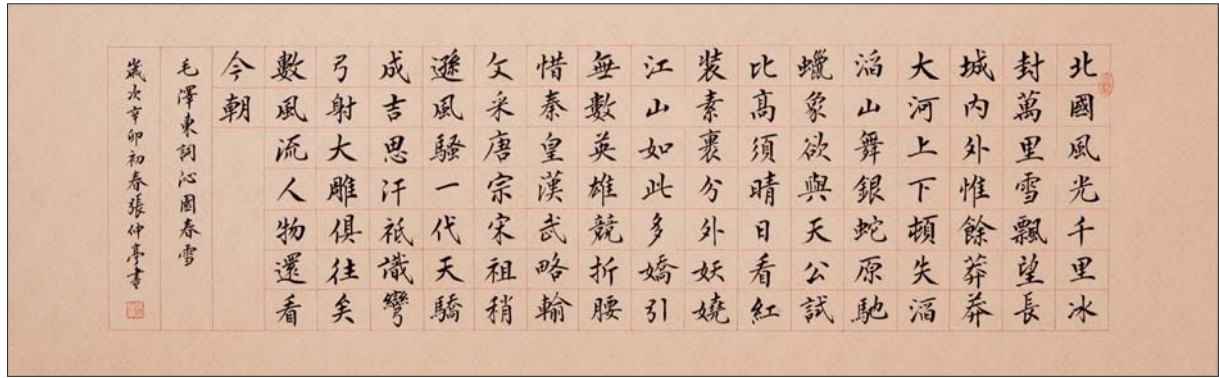 北國風光千里冰
封萬里雪飄望長
城内外惟餘莽莽
大河上下頓失滔
滔山舞銀蛇原馳
蠟象欲與天公試
比高須晴日看紅
裝素裹分外妖嬈
江山如此多嬌引
無數英雄競折腰
惜秦皇漢武略輸
文采唐宗宋祖稍
遜風騷一代天驕
成吉思汗祇識彎
弓射大雕俱往矣
數風流人物還看
今朝
毛澤東詞沁園春雪
歲次辛卯初春張仲亭書